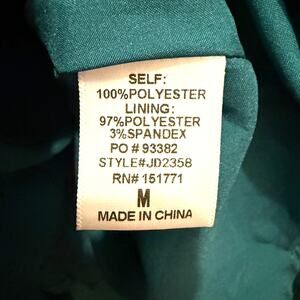 SELF:
100%POLYESTER
LINING:
97%POLYESTER
3%SPANDEX
PO # 93382
STYLE#JD2358
RN# 151771
M
MADE IN CHINA